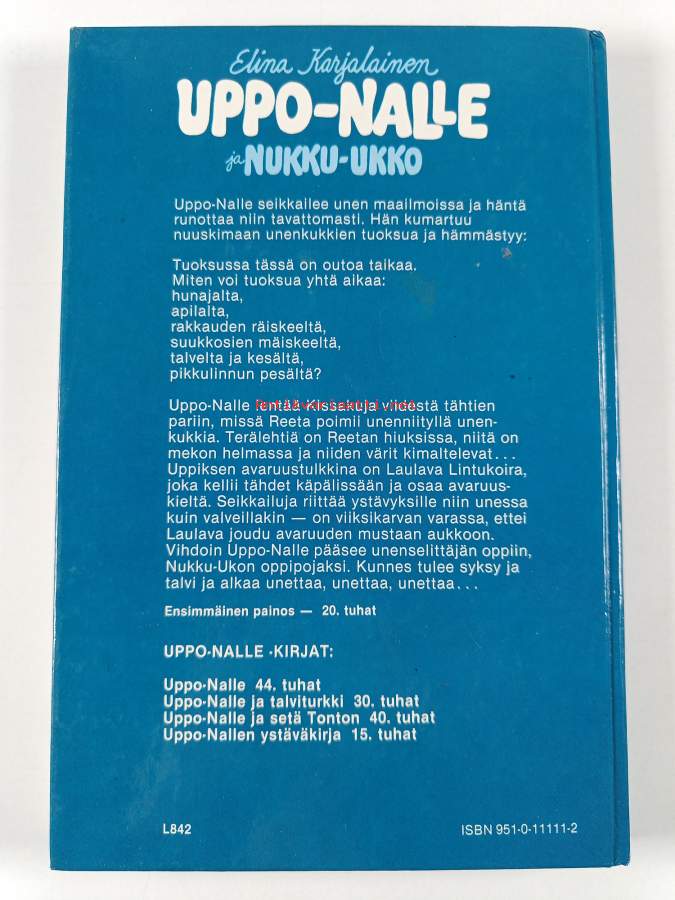 Elina Karjalainen
UPPO-NALLE
ja NUKKU-UKKO
Uppo-Nalle seikkailee unen maailmoissa ja häntä
runottaa niin tavattomasti. Hän kumartuu
nuuskimaan unenkukkien tuoksua ja hämmästyy:
Tuoksussa tässä on outoa taikaa.
Miten voi tuoksua yhtä aikaa:
hunajalta,
apilalta,
rakkauden räiskeeltä,
suukkosien mäiskeeltä,
talvelta ja kesältä,
pikkulinnun pesältä?
Uppo-Nalle lentää Kissankuja viidestä tähtien
pariin, missä Reeta poimii unenniityllä unen-
kukkia. Terälehtiä on Reetan hiuksissa, niitä on
mekon helmassa ja niiden värit kimaltelevat...
Uppiksen avaruustulkkina on Laulava Lintukoira,
joka kellii tähdet käpälissään ja osaa avaruus-
kieltä. Seikkailuja riittää ystävyksille niin unessa
kuin valveillakin — on viiksikarvan varassa, ettei
Laulava joudu avaruuden mustaan aukkoon.
Vihdoin Uppo-Nalle pääsee unenselittäjän oppiin,
Nukku-Ukon oppipojaksi. Kunnes tulee syksy ja
talvi ja alkaa unettaa, unettaa, unettaa...
Ensimmäinen painos — 20. tuhat
UPPO-NALLE -KIRJAT:
Uppo-Nalle 44. tuhat
Uppo-Nalle ja talviturkki 30. tuhat
Uppo-Nalle ja setä Tonton 40. tuhat
Uppo-Nallen ystäväkirja 15. tuhat
L842 ISBN 951-0-11111-2